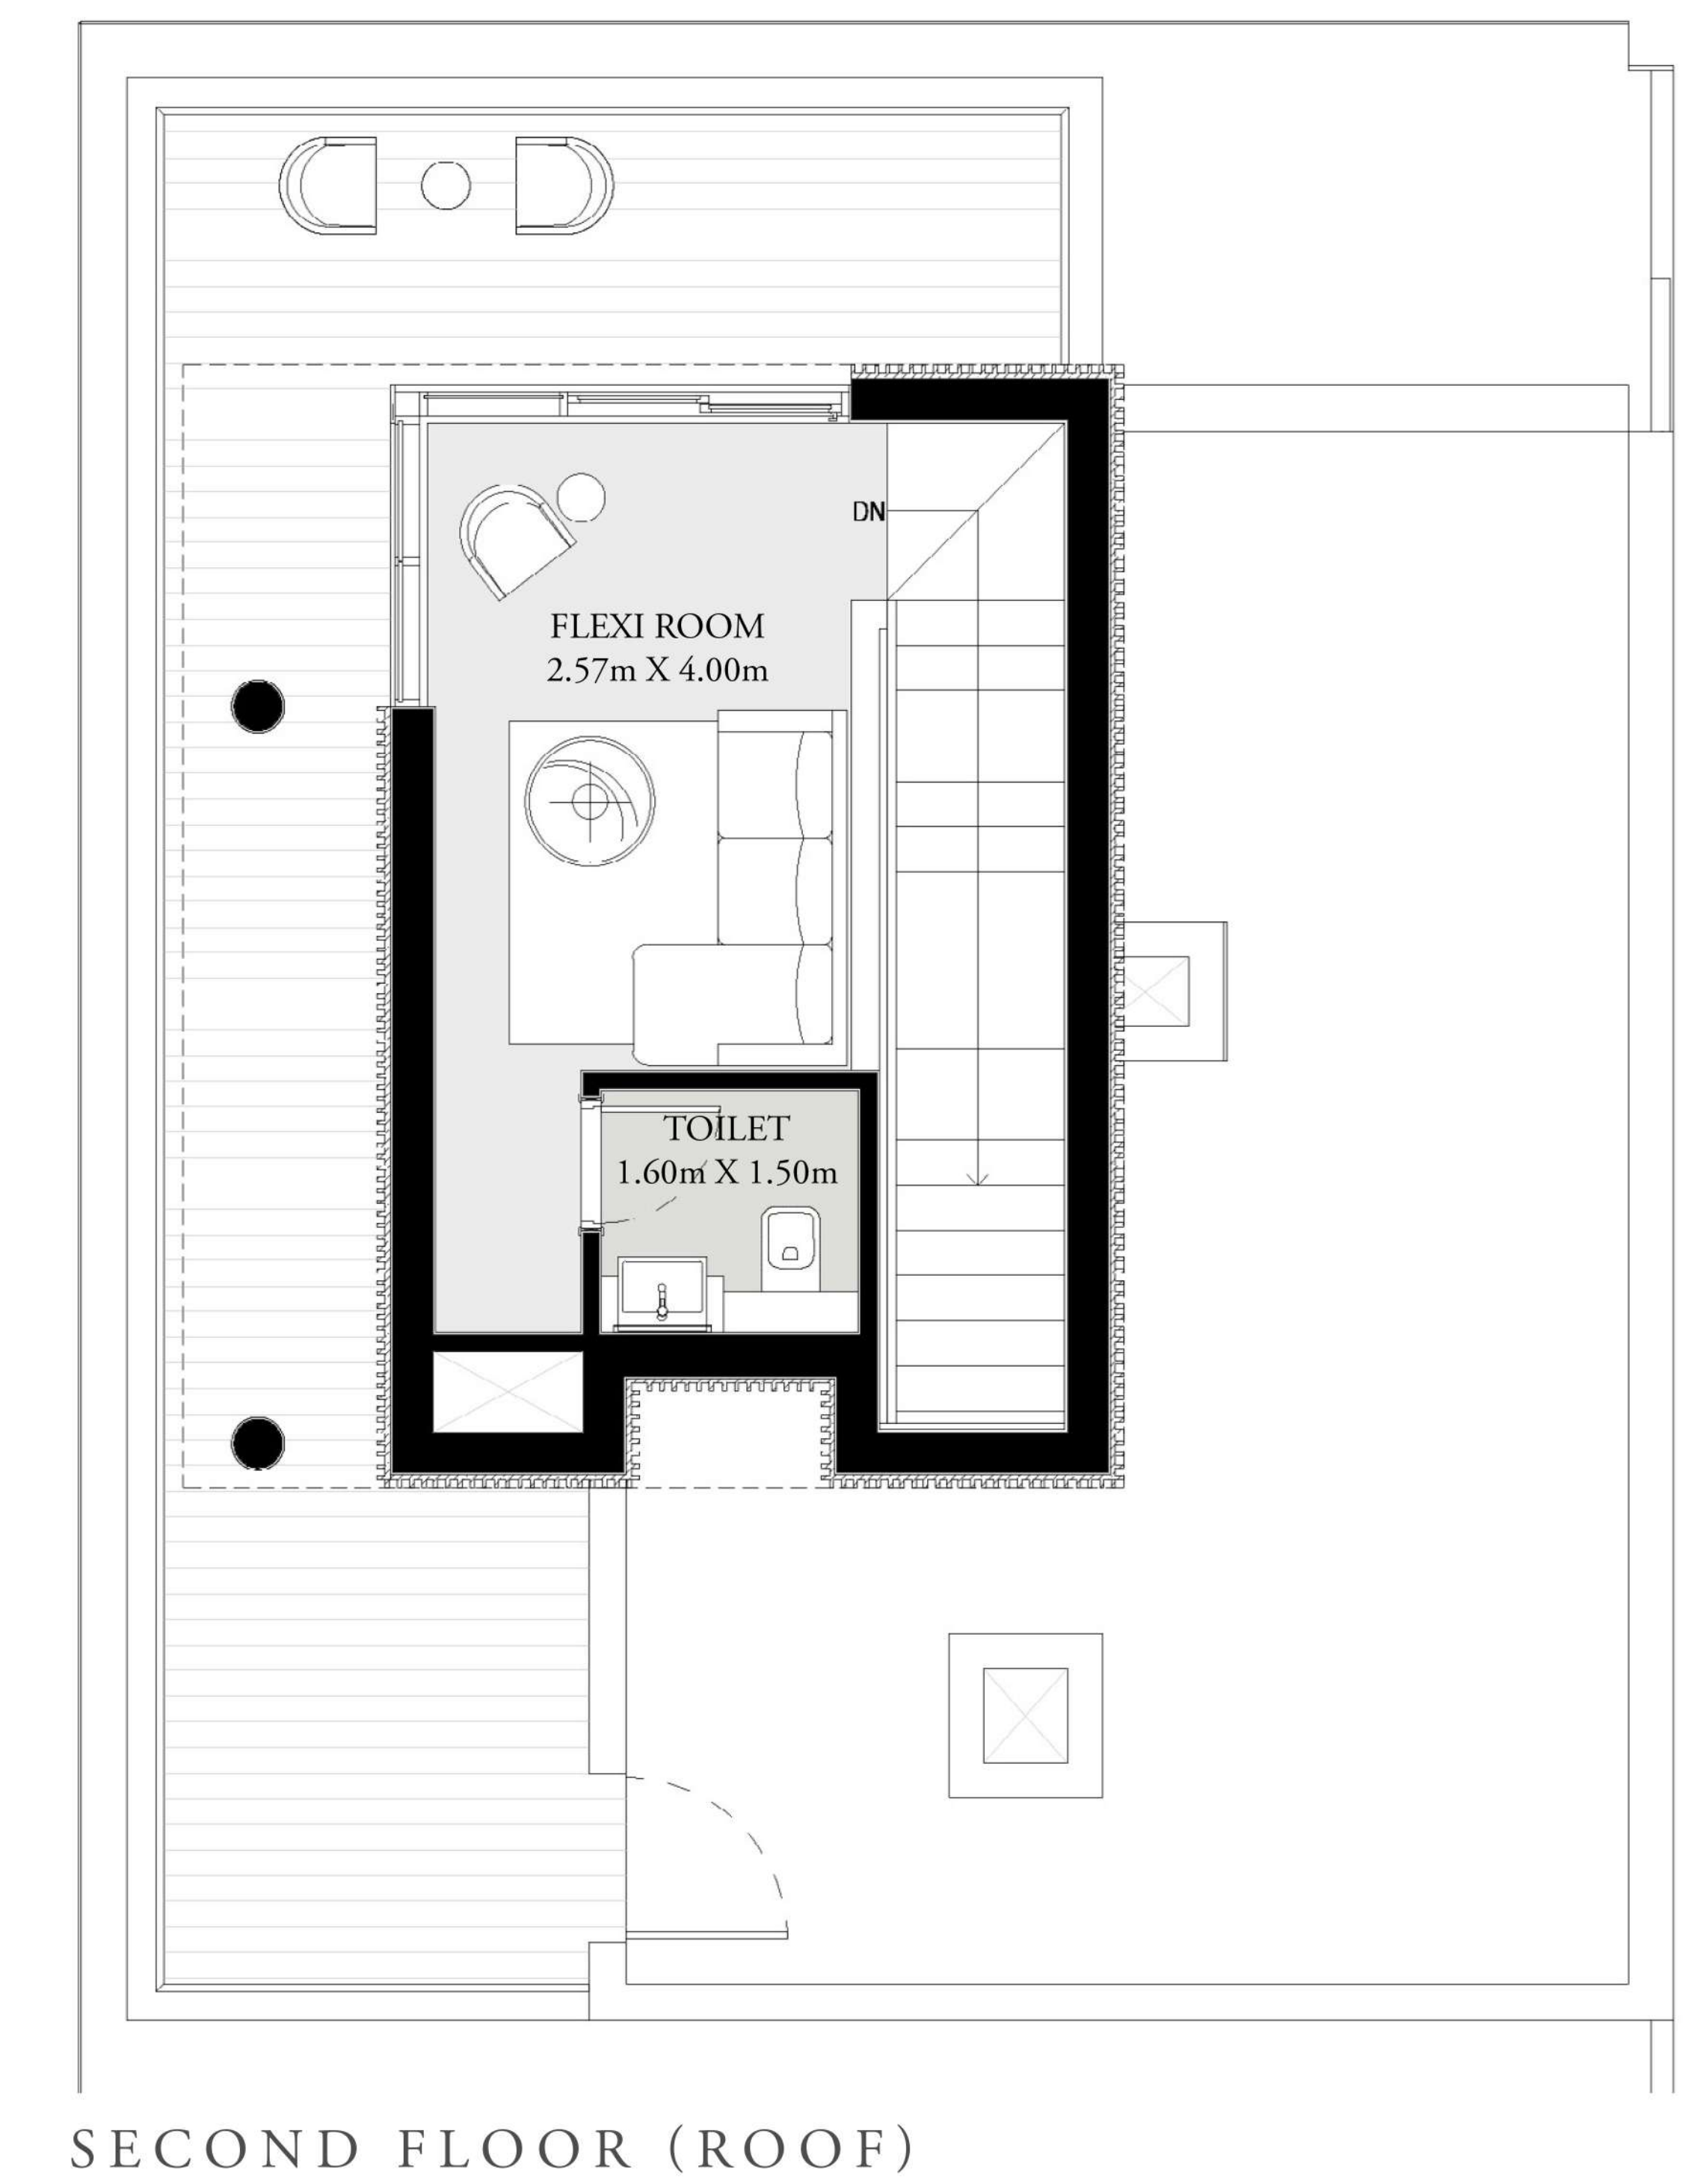 DN
FLEXI ROOM
2.57m X 4.00m
TOILET
1.60m X 1.50m
SECOND FLOOR (ROOF)